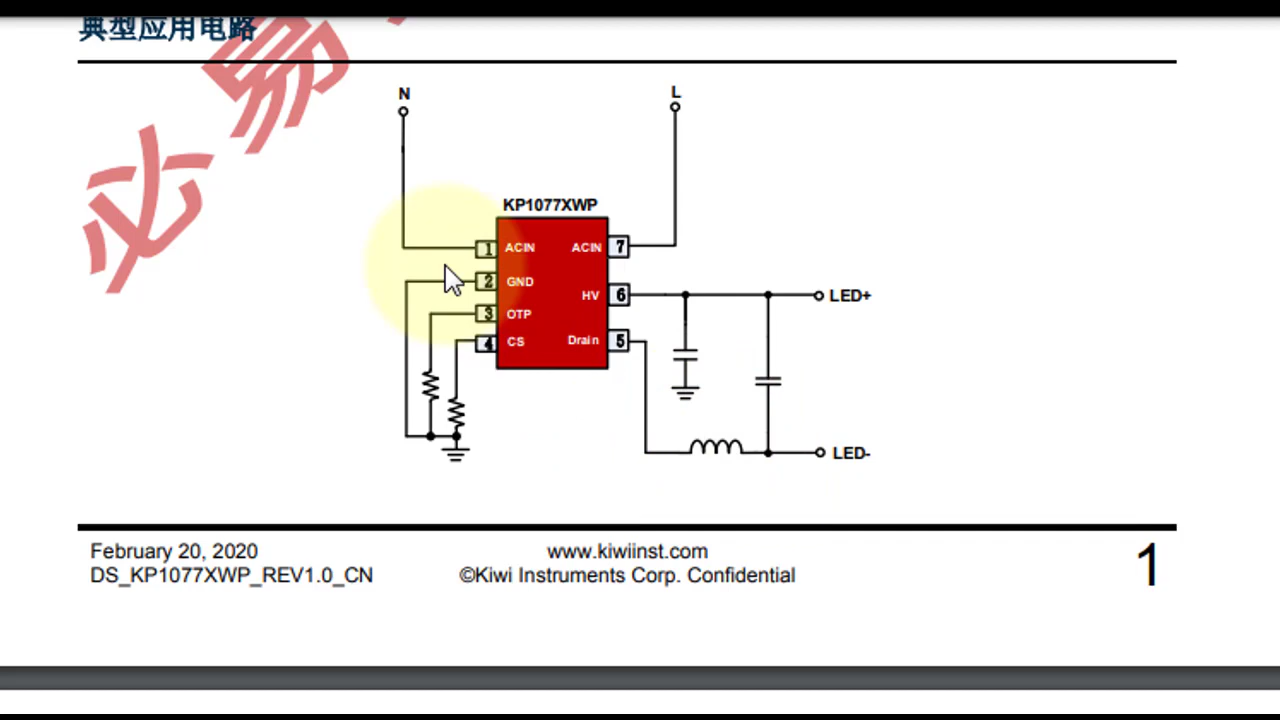 典型应用电路
必易
N
L
KP1077XWP
1 ACIN
ACIN 7
2 GND
HV 6
3 OTP
4 CS
Drain 5
LED+
LED-
February 20, 2020
www.kiwiinst.com
1
DS_KP1077XWP_REV1.0_CN
©Kiwi Instruments Corp. Confidential